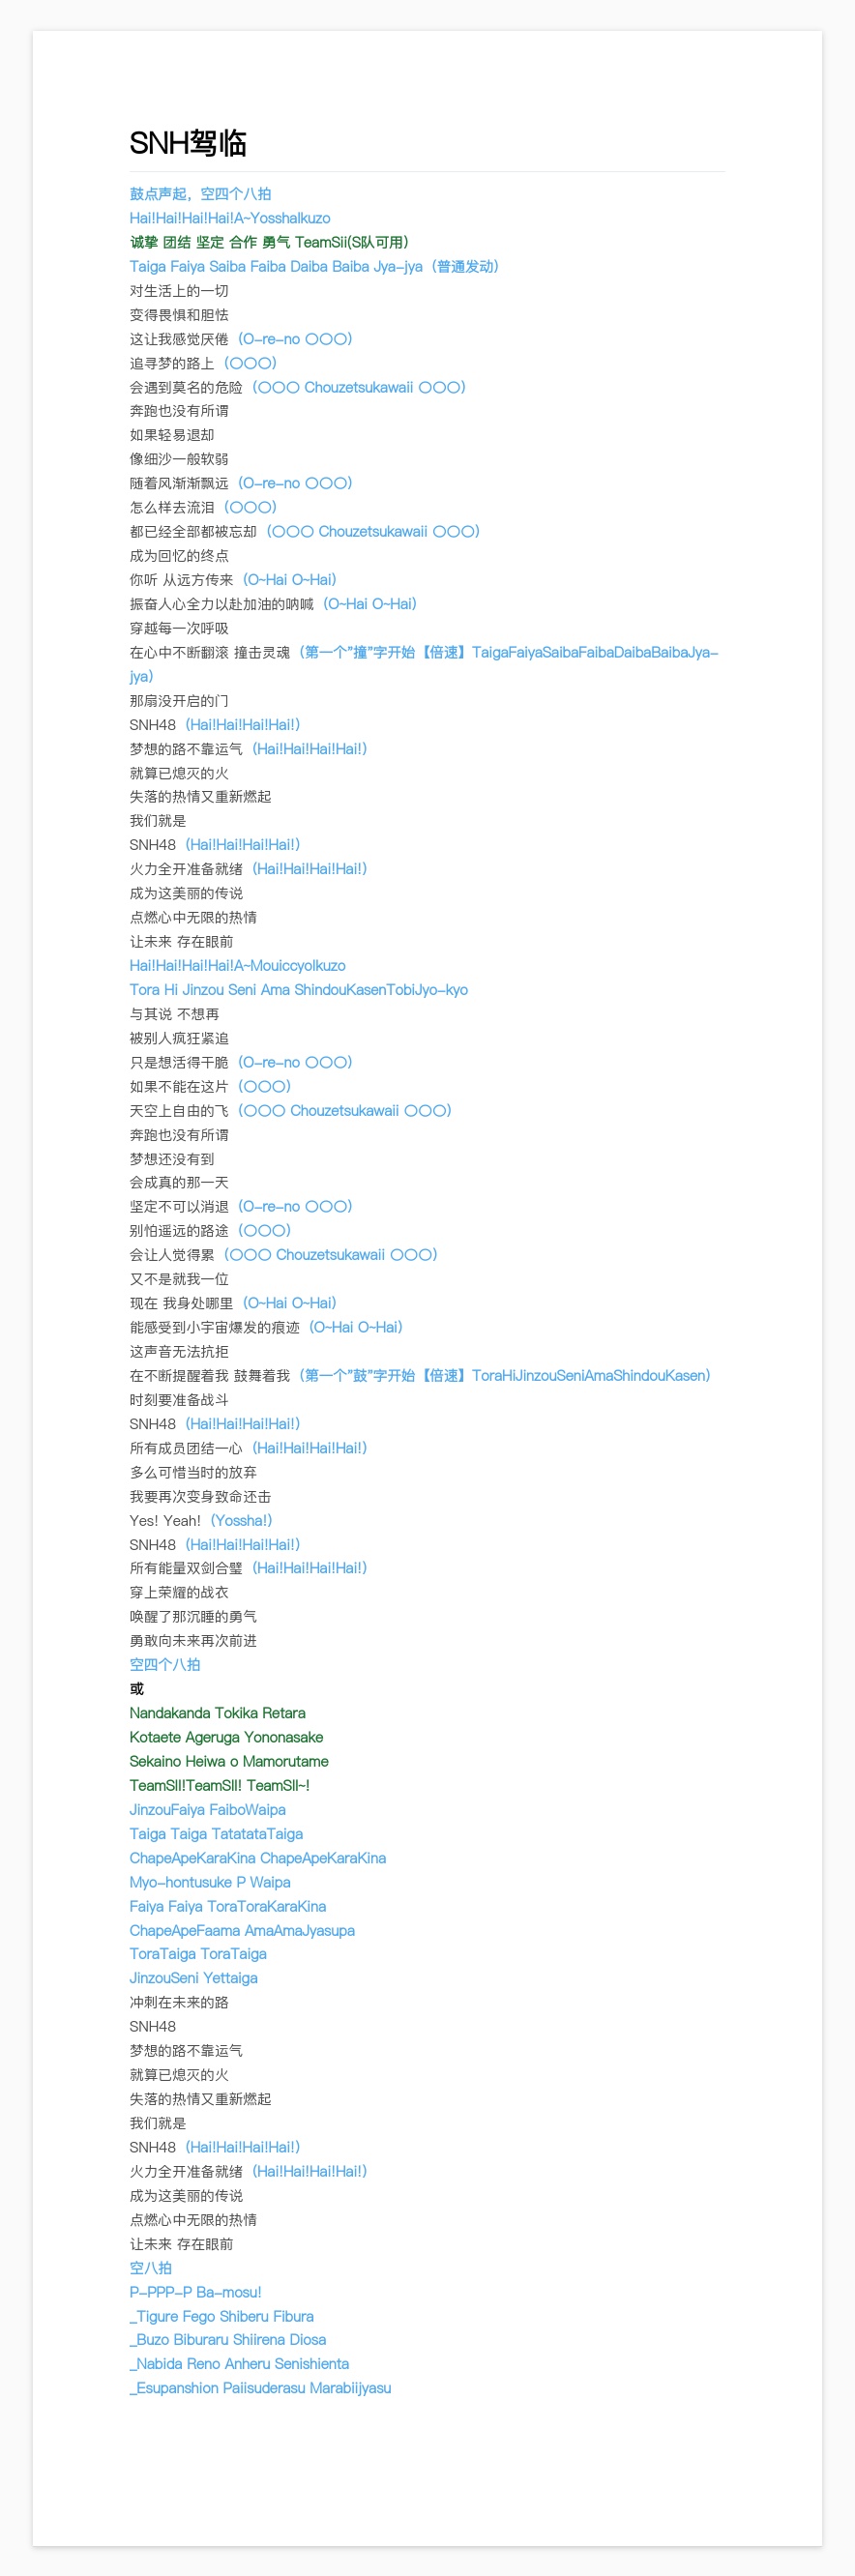 SNH驾临
鼓点声起，空四个八拍
Hai!Hai!Hai!Hai!A~YosshaIkuzo
诚挚 团结 坚定 合作 勇气 TeamSii(S队可用)
Taiga Faiya Saiba Faiba Daiba Baiba Jya-jya（普通发动）
对生活上的一切
变得畏惧和胆怯
这让我感觉厌倦（O-re-no 〇〇〇）
追寻梦的路上（〇〇〇）
会遇到莫名的危险（〇〇〇 Chouzetsukawaii 〇〇〇）
奔跑也没有所谓
如果轻易退却
像细沙一般软弱
随着风渐渐飘远（O-re-no 〇〇〇）
怎么样去流泪（〇〇〇）
都已经全部都被忘却（〇〇〇 Chouzetsukawaii 〇〇〇）
成为回忆的终点
你听 从远方传来（O~Hai O~Hai）
振奋人心全力以赴加油的呐喊（O~Hai O~Hai）
穿越每一次呼吸
在心中不断翻滚 撞击灵魂（第一个”撞”字开始【倍速】TaigaFaiyaSaibaFaibaDaibaBaibaJya-
jya）
那扇没开启的门
SNH48（Hai!Hai!Hai!Hai!）
梦想的路不靠运气（Hai!Hai!Hai!Hai!）
就算已熄灭的火
失落的热情又重新燃起
我们就是
SNH48（Hai!Hai!Hai!Hai!）
火力全开准备就绪（Hai!Hai!Hai!Hai!）
成为这美丽的传说
点燃心中无限的热情
让未来 存在眼前
Hai!Hai!Hai!Hai!A~MouiccyoIkuzo
Tora Hi Jinzou Seni Ama ShindouKasenTobiJyo-kyo
与其说 不想再
被别人疯狂紧追
只是想活得干脆（O-re-no 〇〇〇）
如果不能在这片（〇〇〇）
天空上自由的飞（〇〇〇 Chouzetsukawaii 〇〇〇）
奔跑也没有所谓
梦想还没有到
会成真的那一天
坚定不可以消退（O-re-no 〇〇〇）
别怕遥远的路途（〇〇〇）
会让人觉得累（〇〇〇 Chouzetsukawaii 〇〇〇）
又不是就我一位
现在 我身处哪里（O~Hai O~Hai）
能感受到小宇宙爆发的痕迹（O~Hai O~Hai）
这声音无法抗拒
在不断提醒着我 鼓舞着我（第一个”鼓”字开始【倍速】ToraHiJinzouSeniAmaShindouKasen）
时刻要准备战斗
SNH48（Hai!Hai!Hai!Hai!）
所有成员团结一心（Hai!Hai!Hai!Hai!）
多么可惜当时的放弃
我要再次变身致命还击
Yes! Yeah!（Yossha!）
SNH48（Hai!Hai!Hai!Hai!）
所有能量双剑合璧（Hai!Hai!Hai!Hai!）
穿上荣耀的战衣
唤醒了那沉睡的勇气
勇敢向未来再次前进
空四个八拍
或
Nandakanda Tokika Retara
Kotaete Ageruga Yononasake
Sekaino Heiwa o Mamorutame
TeamSII!TeamSII! TeamSII~!
JinzouFaiya FaiboWaipa
Taiga Taiga TatatataTaiga
ChapeApeKaraKina ChapeApeKaraKina
Myo-hontusuke P Waipa
Faiya Faiya ToraToraKaraKina
ChapeApeFaama AmaAmaJyasupa
ToraTaiga ToraTaiga
JinzouSeni Yettaiga
冲刺在未来的路
SNH48
梦想的路不靠运气
就算已熄灭的火
失落的热情又重新燃起
我们就是
SNH48（Hai!Hai!Hai!Hai!）
火力全开准备就绪（Hai!Hai!Hai!Hai!）
成为这美丽的传说
点燃心中无限的热情
让未来 存在眼前
空八拍
P-PPP-P Ba-mosu!
_Tigure Fego Shiberu Fibura
_Buzo Biburaru Shiirena Diosa
_Nabida Reno Anheru Senishienta
_Esupanshion Paiisuderasu Marabiijyasu